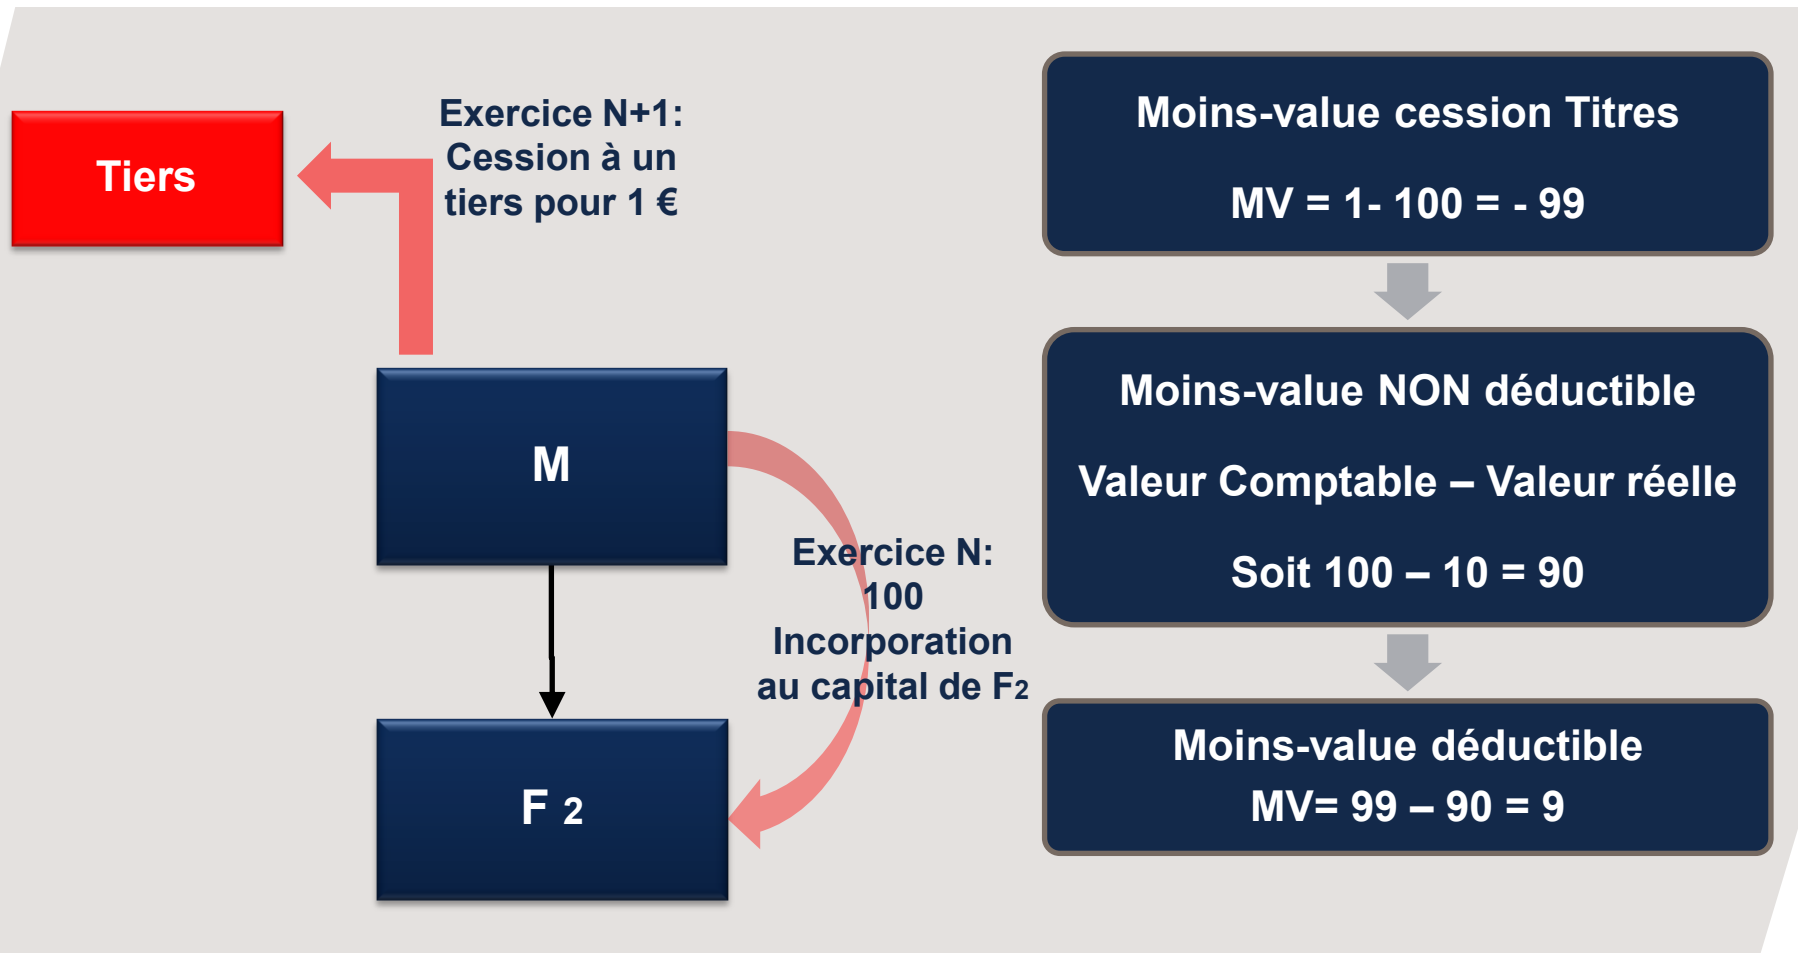 Tiers
Exercice N+1:
Cession à un
tiers pour 1 €
M
Exercice N:
100
Incorporation
au capital de F2
F 2
Moins-value cession Titres
MV = 1- 100 = - 99
Moins-value NON déductible
Valeur Comptable – Valeur réelle
Soit 100 – 10 = 90
Moins-value déductible
MV= 99 – 90 = 9